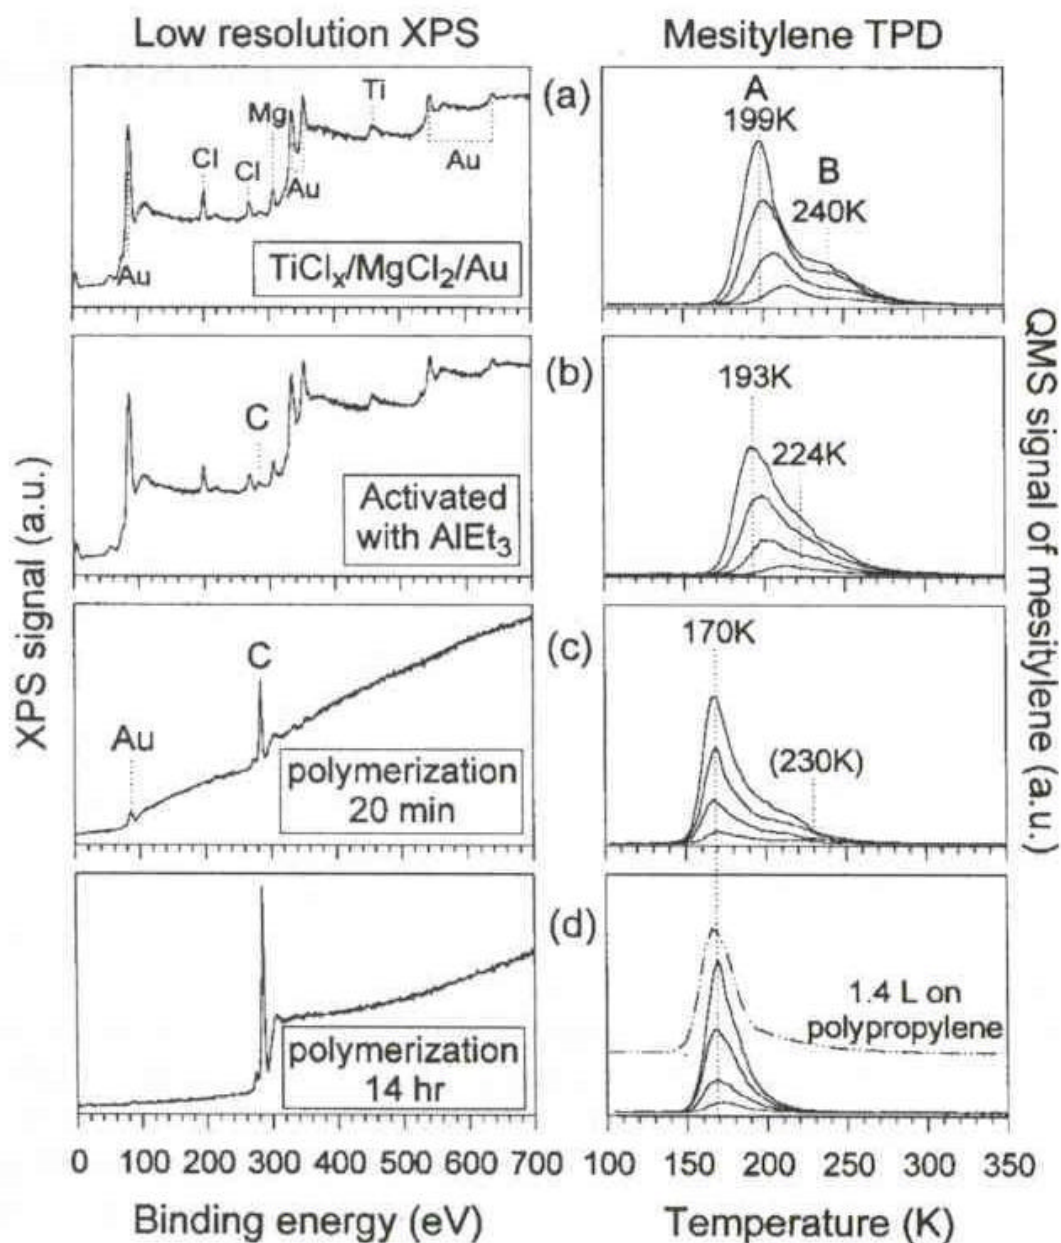 Low resolution XPS
Mesitylene TPD
(a)
Au
Cl
Cl
Mg
Au
Ti
Au
TiClₓ/MgCl₂/Au
A
199K
B
240K
(b)
C
Activated
with AlEt₃
193K
224K
(c)
Au
C
polymerization
20 min
170K
(230K)
(d)
polymerization
14 hr
1.4 L on
polypropylene
XPS signal (a.u.)
QMS signal of mesitylene (a.u.)
0 100 200 300 400 500 600 700
Binding energy (eV)
100 150 200 250 300 350
Temperature (K)